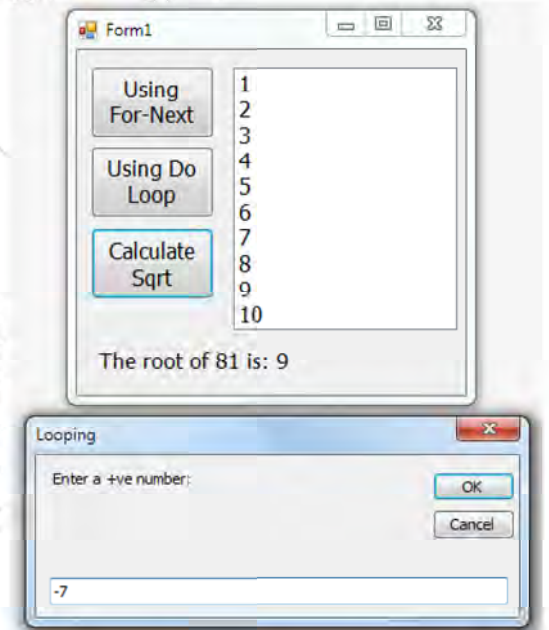 Form1
Using
For-Next
Using Do
Loop
Calculate
Sqrt
1
2
3
4
5
6
7
8
9
10
The root of 81 is: 9
Looping
Enter a +ve number:
OK
Cancel
-7